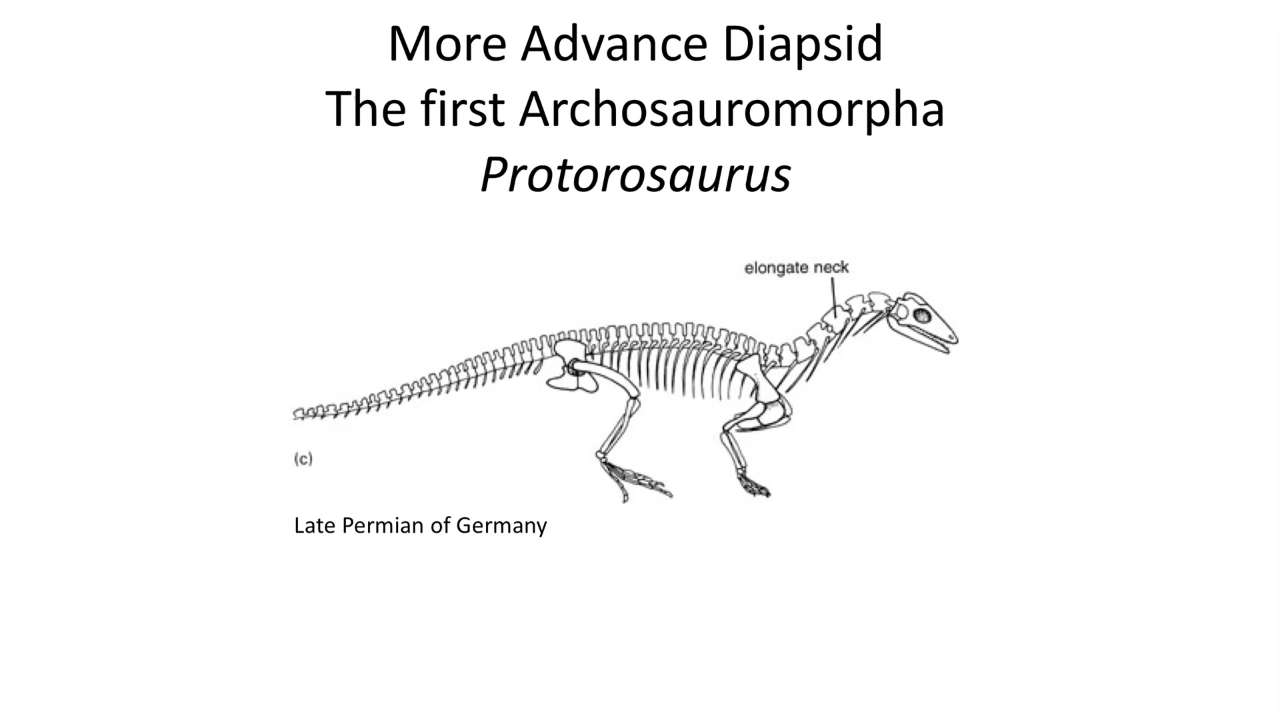 More Advance Diapsid
The first Archosauromorpha
Protorosaurus
elongate neck
(c)
Late Permian of Germany